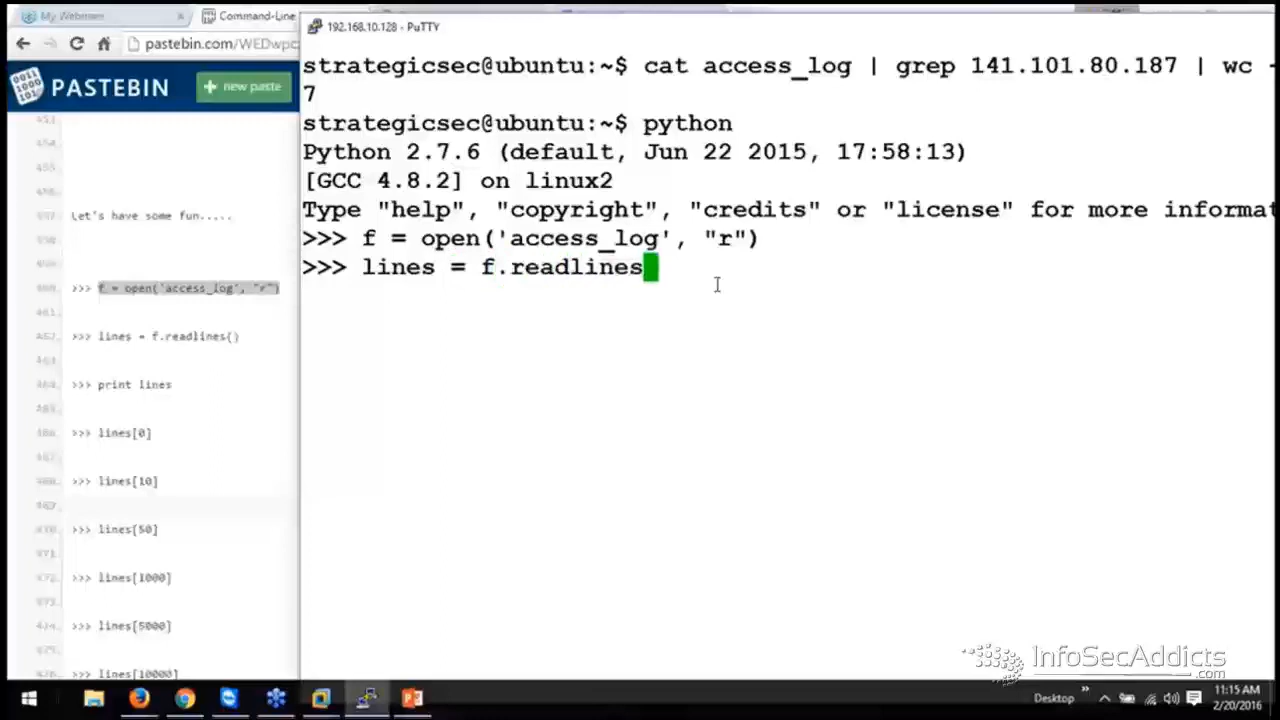 My Webinars
Command-Line
pastebin.com/WEDwpc
192.168.10.128 - PuTTY
PASTEBIN
+ new paste
strategicsec@ubuntu:~$ cat access_log | grep 141.101.80.187 | wc -
7
strategicsec@ubuntu:~$ python
Python 2.7.6 (default, Jun 22 2015, 17:58:13)
[GCC 4.8.2] on linux2
Type "help", "copyright", "credits" or "license" for more informat
>>> f = open('access_log', "r")
>>> lines = f.readlines
Let's have some fun.....
>>> f = open('access_log', "r")
>>> lines = f.readlines()
>>> print lines
>>> lines[0]
>>> lines[10]
>>> lines[50]
>>> lines[1000]
>>> lines[5000]
>>> lines[10000]
InfoSecAddicts
.com
Desktop
11:15 AM
2/20/2016